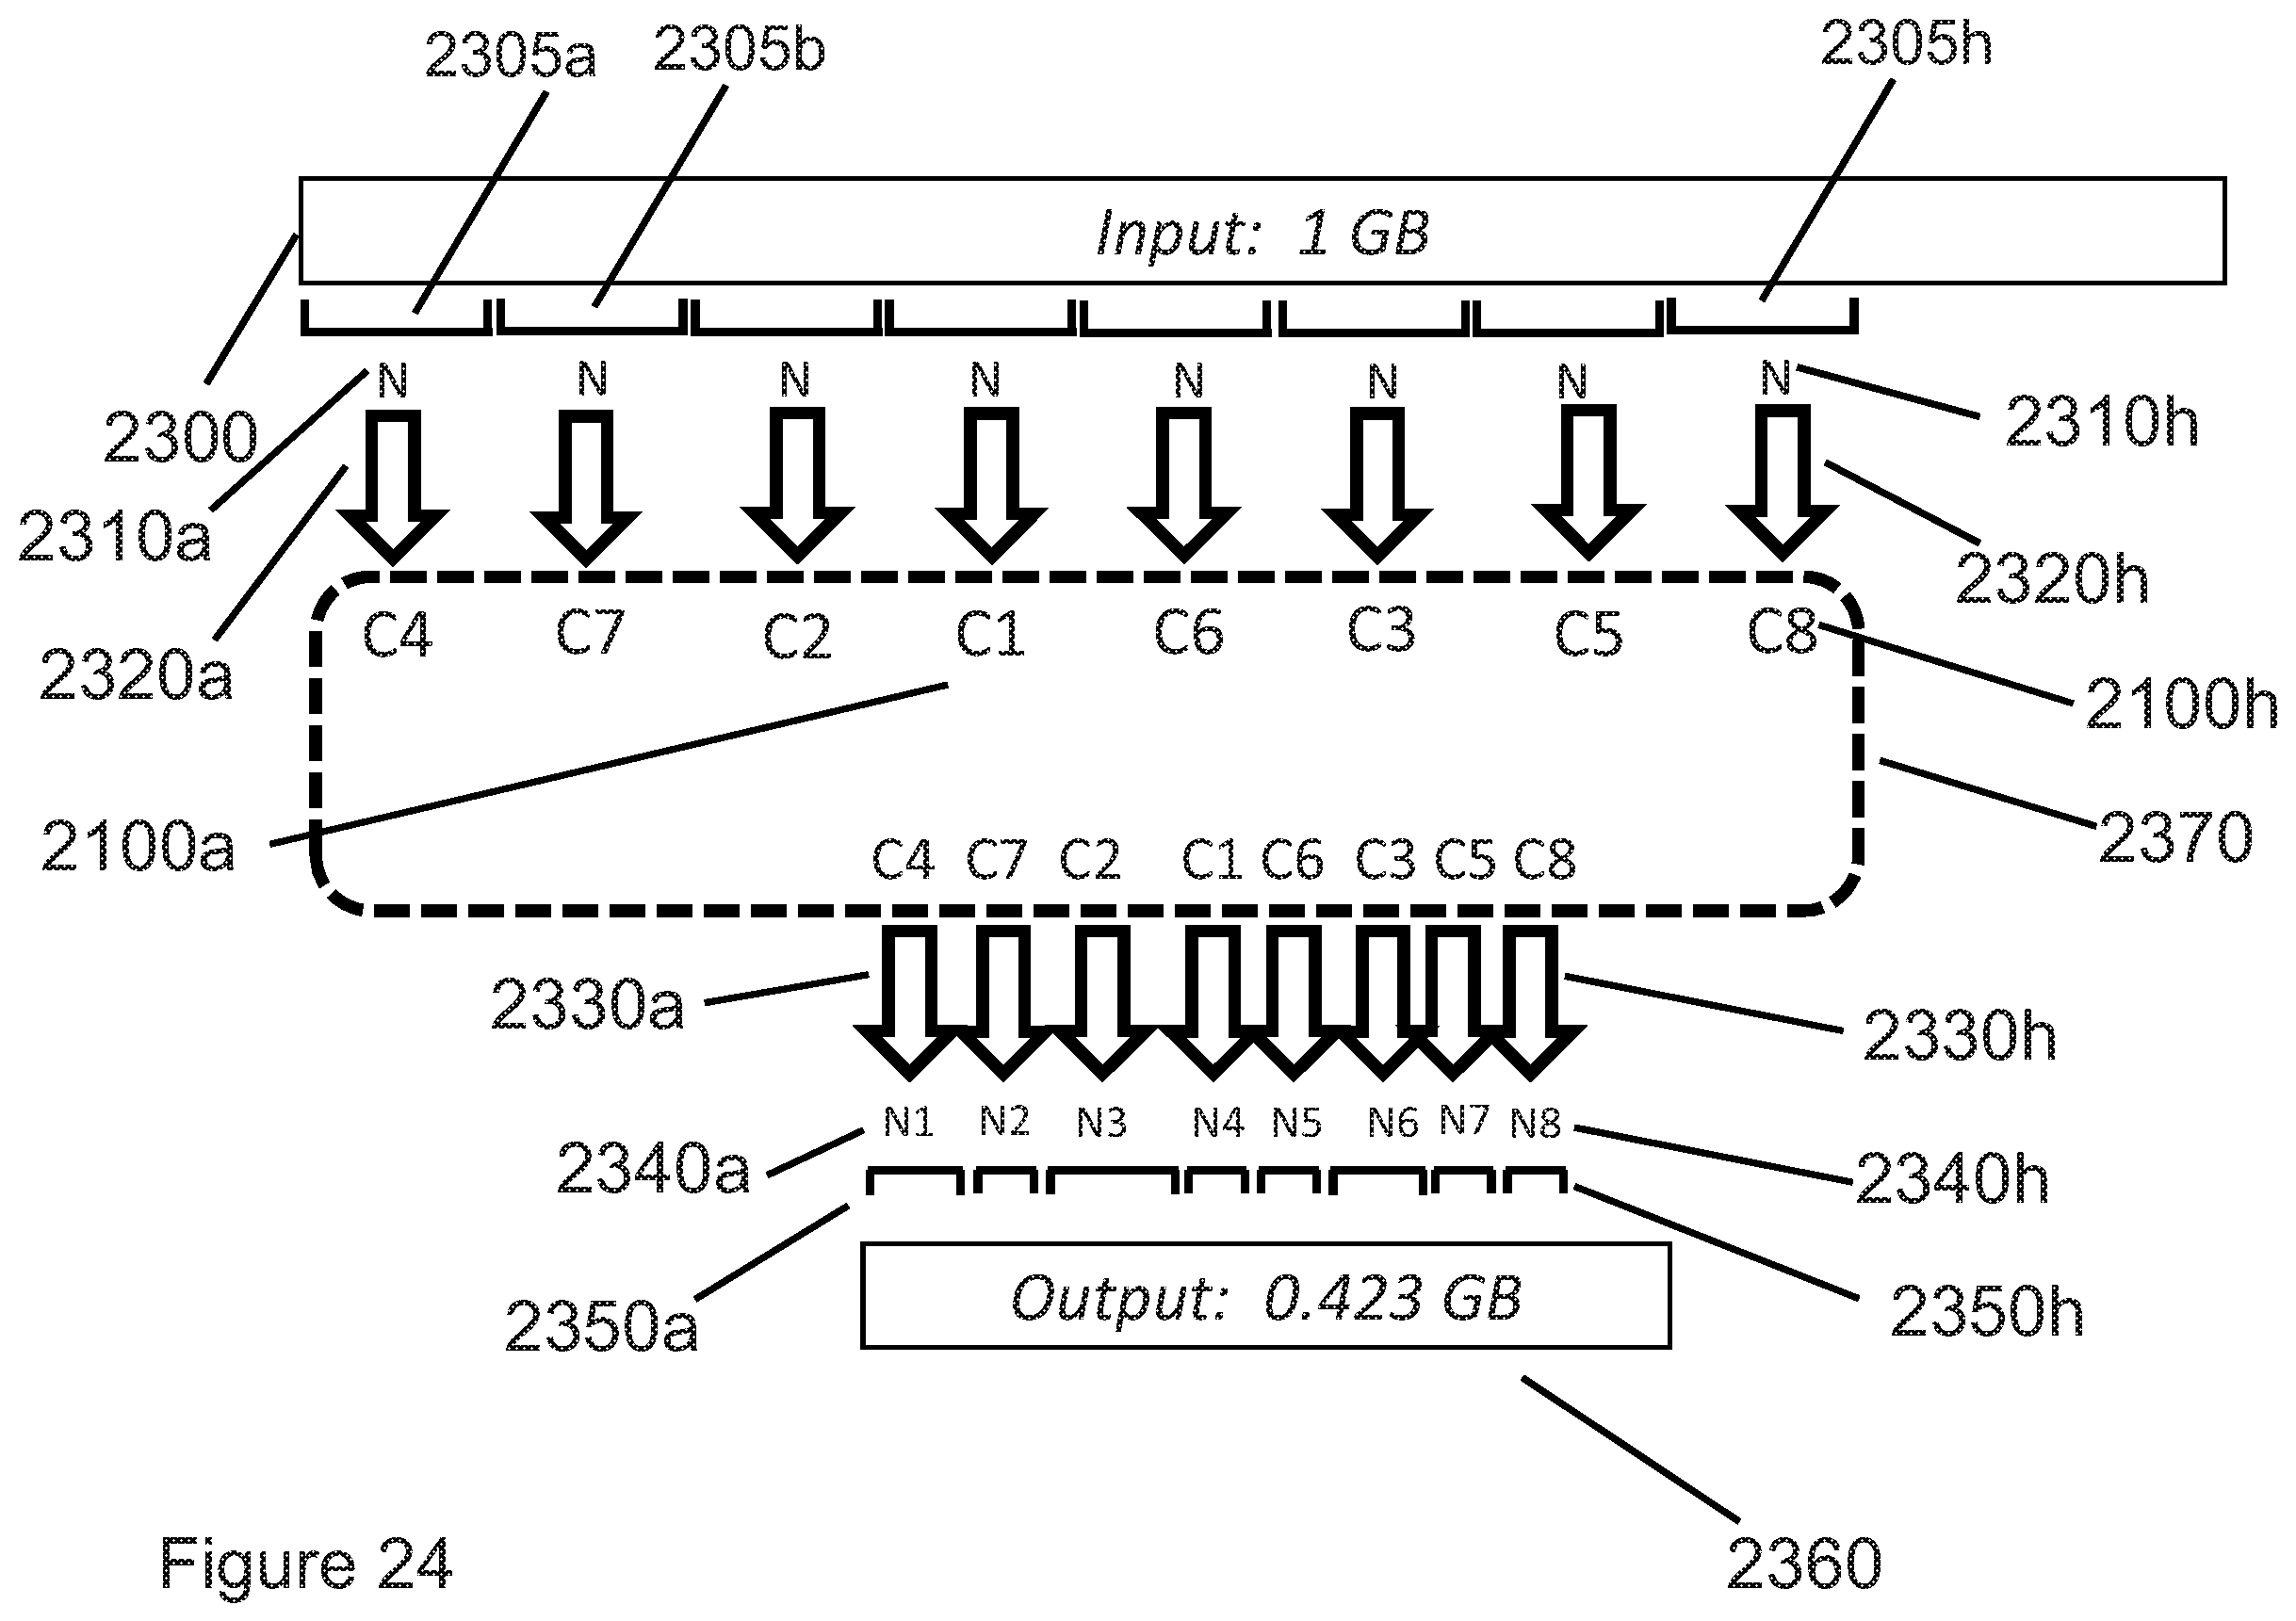 2305a 2305b 2305h
Input: 1 GB
N N N N N N N N
2300 2310h
2310a
2320h
C4 C7 C2 C1 C6 C3 C5 C8
2320a
2100h
2100a 2370
C4 C7 C2 C1 C6 C3 C5 C8
2330a 2330h
N1 N2 N3 N4 N5 N6 N7 N8
2340a 2340h
Output: 0.423 GB
2350a 2350h
Figure 24 2360